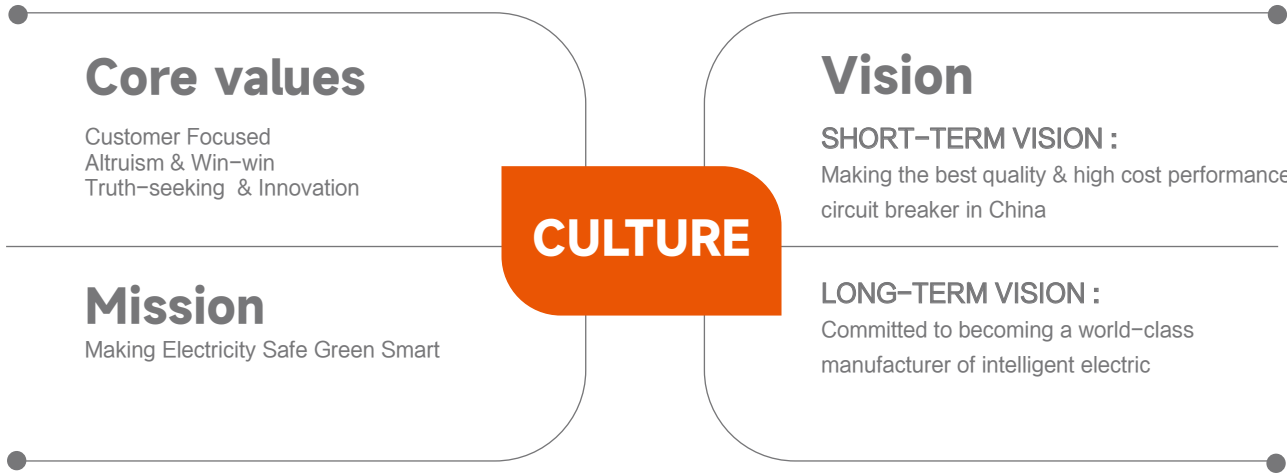 Core values
Customer Focused
Altruism & Win-win
Truth-seeking & Innovation
Mission
Making Electricity Safe Green Smart
CULTURE
Vision
SHORT-TERM VISION :
Making the best quality & high cost performance
circuit breaker in China
LONG-TERM VISION :
Committed to becoming a world-class
manufacturer of intelligent electric